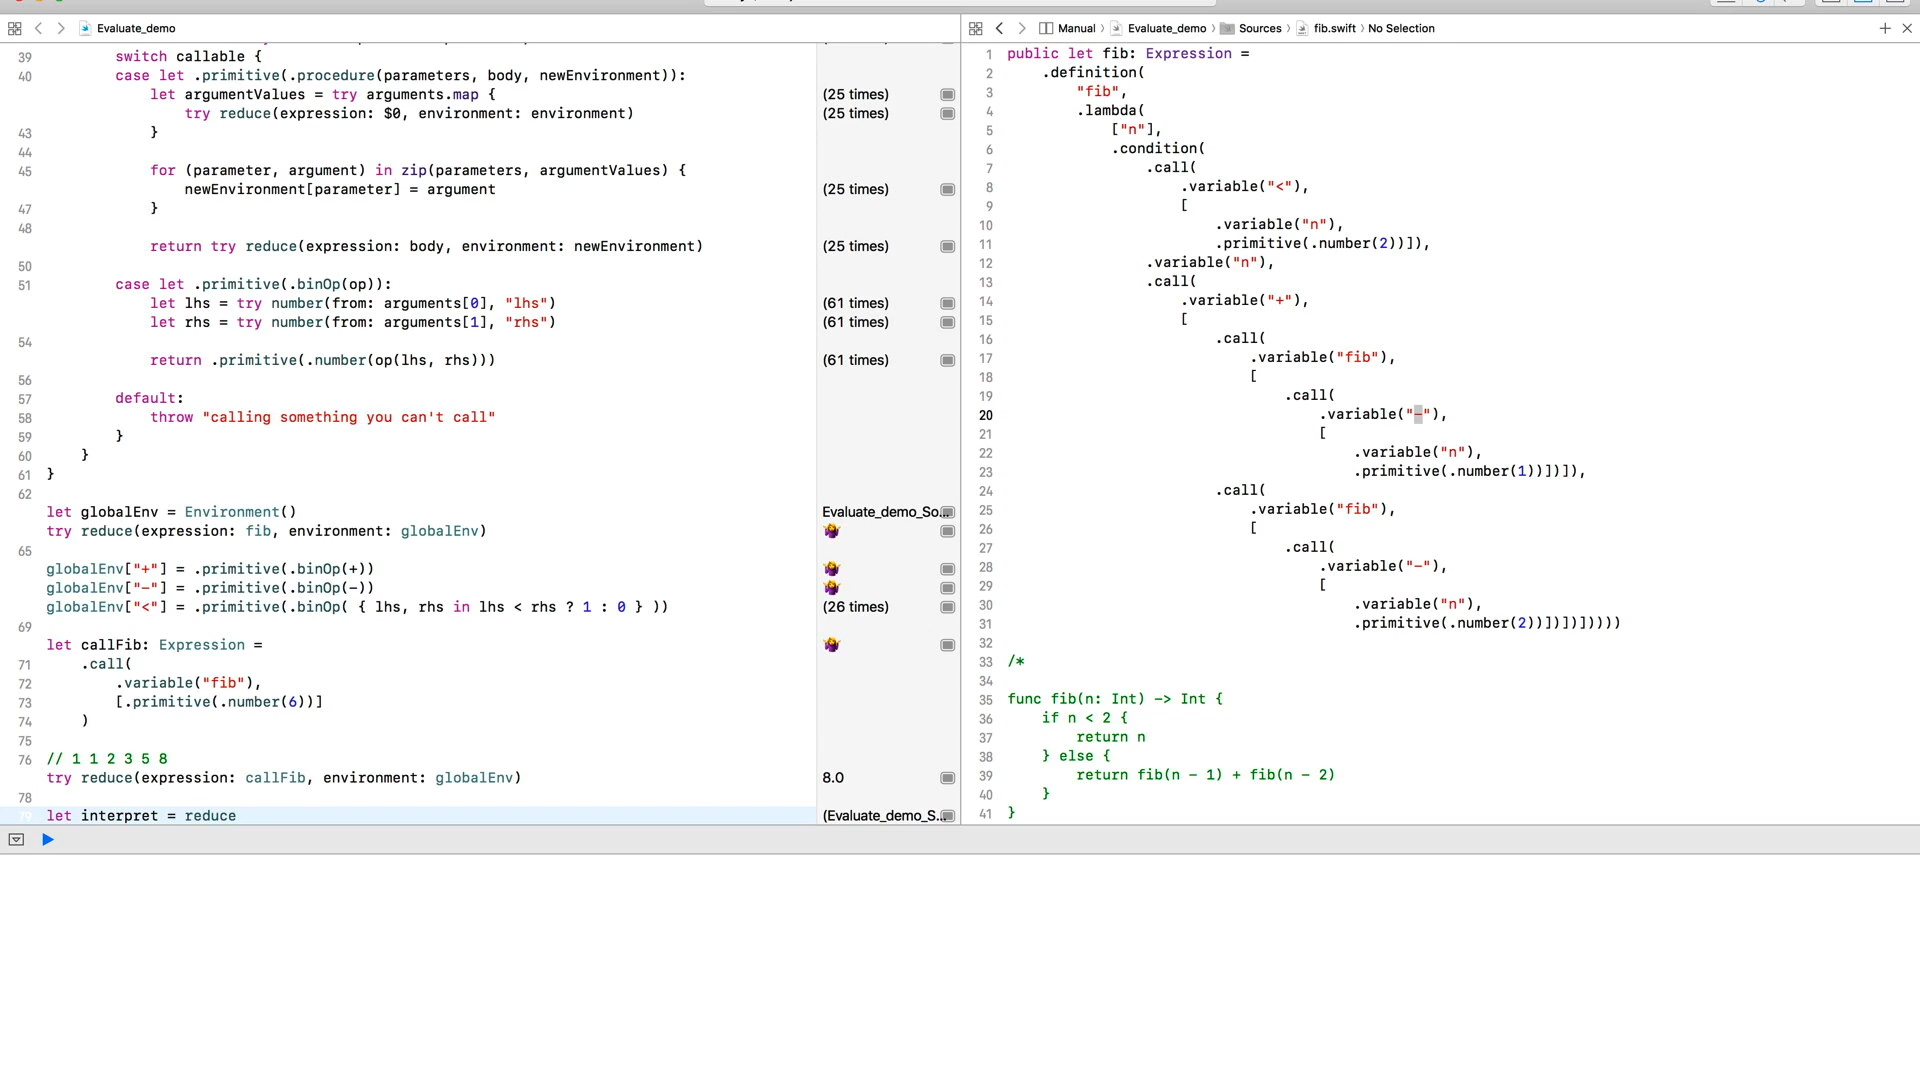 Evaluate_demo
39 switch callable {
40 case let .primitive(.procedure(parameters, body, newEnvironment)):
let argumentValues = try arguments.map { (25 times)
try reduce(expression: $0, environment: environment) (25 times)
43 }
44
45 for (parameter, argument) in zip(parameters, argumentValues) {
newEnvironment[parameter] = argument (25 times)
47 }
48
return try reduce(expression: body, environment: newEnvironment) (25 times)
50
51 case let .primitive(.binOp(op)):
let lhs = try number(from: arguments[0], "lhs") (61 times)
let rhs = try number(from: arguments[1], "rhs") (61 times)
54
return .primitive(.number(op(lhs, rhs))) (61 times)
56
57 default:
58 throw "calling something you can't call"
59 }
60 }
61 }
62
let globalEnv = Environment() Evaluate_demo_So...
try reduce(expression: fib, environment: globalEnv)
65
globalEnv["+"] = .primitive(.binOp(+))
globalEnv["-"] = .primitive(.binOp(-))
globalEnv["<"] = .primitive(.binOp( { lhs, rhs in lhs < rhs ? 1 : 0 } )) (26 times)
69
let callFib: Expression =
71 .call(
72 .variable("fib"),
73 [.primitive(.number(6))]
74 )
75
76 // 1 1 2 3 5 8
try reduce(expression: callFib, environment: globalEnv) 8.0
78
79 let interpret = reduce (Evaluate_demo_S...
Manual › Evaluate_demo › Sources › fib.swift › No Selection
1 public let fib: Expression =
2 .definition(
3 "fib",
4 .lambda(
5 ["n"],
6 .condition(
7 .call(
8 .variable("<"),
9 [
10 .variable("n"),
11 .primitive(.number(2))]),
12 .variable("n"),
13 .call(
14 .variable("+"),
15 [
16 .call(
17 .variable("fib"),
18 [
19 .call(
20 .variable("-"),
21 [
22 .variable("n"),
23 .primitive(.number(1))])]),
24 .call(
25 .variable("fib"),
26 [
27 .call(
28 .variable("-"),
29 [
30 .variable("n"),
31 .primitive(.number(2))])])]))))
32
33 /*
34
35 func fib(n: Int) -> Int {
36 if n < 2 {
37 return n
38 } else {
39 return fib(n - 1) + fib(n - 2)
40 }
41 }